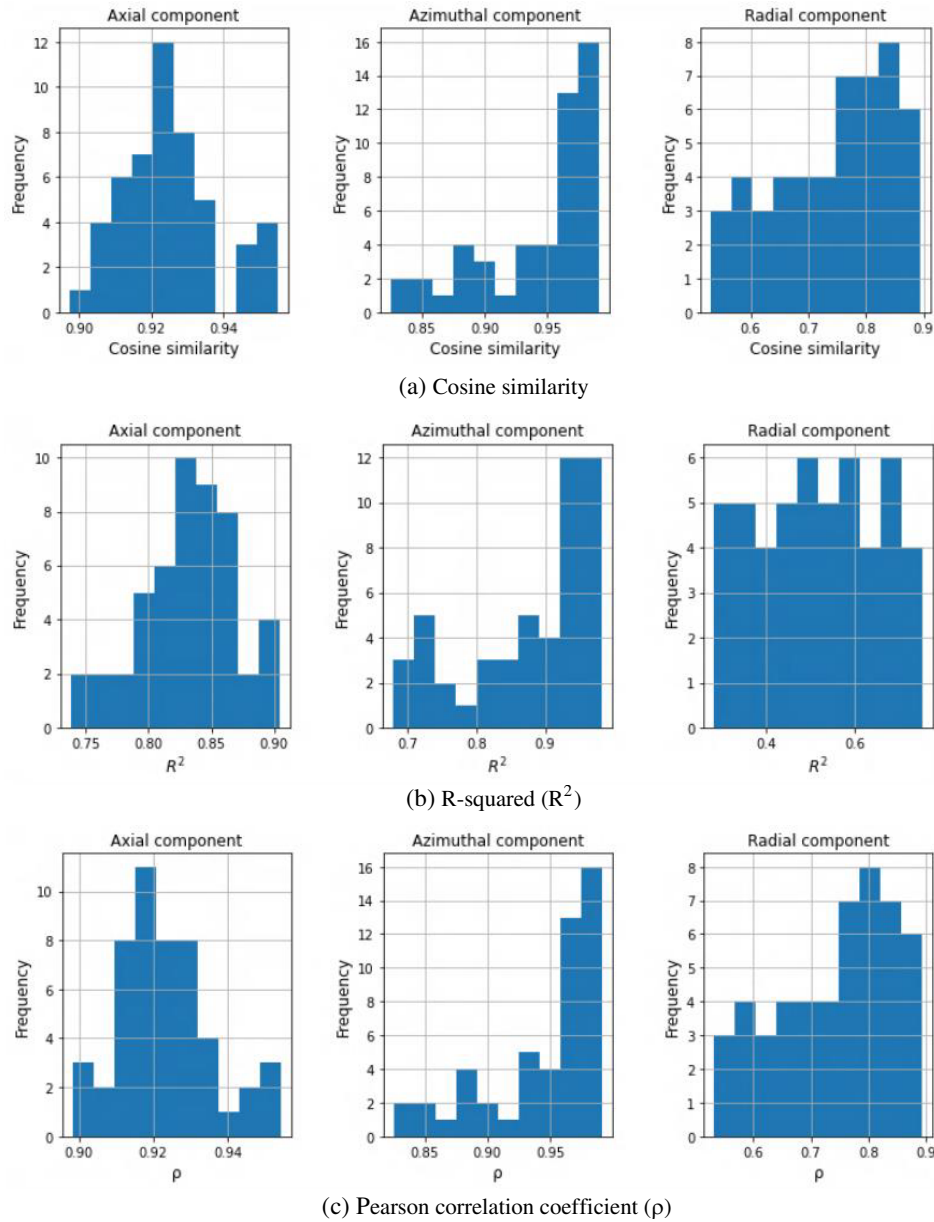 Axial component Azimuthal component Radial component
Frequency Frequency Frequency
12 16 8
10 14 7
8 12 6
6 10 5
4 8 4
2 6 3
0 4 2
2 1
0 0
0.90 0.92 0.94 0.85 0.90 0.95 0.6 0.7 0.8 0.9
Cosine similarity Cosine similarity Cosine similarity
(a) Cosine similarity
Axial component Azimuthal component Radial component
Frequency Frequency Frequency
10 12 6
8 10 5
6 8 4
4 6 3
2 4 2
0 2 1
0 0
0.75 0.80 0.85 0.90 0.7 0.8 0.9 0.4 0.6
R² R² R²
(b) R-squared (R²)
Axial component Azimuthal component Radial component
Frequency Frequency Frequency
10 16 8
8 14 7
6 12 6
4 10 5
2 8 4
0 6 3
4 2
2 1
0 0
0.90 0.92 0.94 0.85 0.90 0.95 0.6 0.7 0.8 0.9
ρ ρ ρ
(c) Pearson correlation coefficient (ρ)